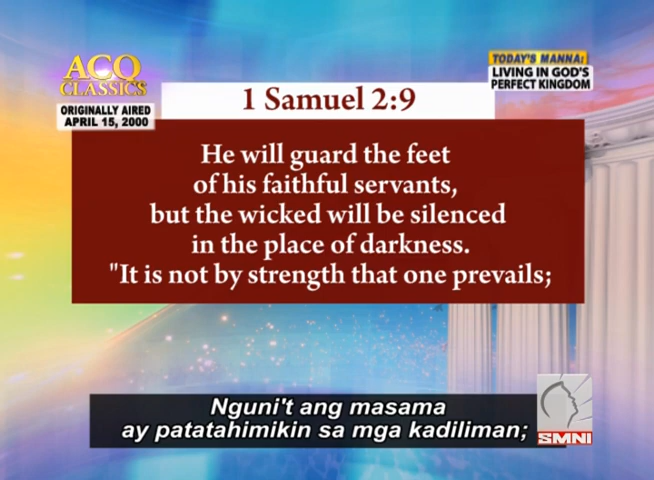 ACQ
CLASSICS
ORIGINALLY AIRED
APRIL 15, 2000
TODAY'S MANNA:
LIVING IN GOD'S
PERFECT KINGDOM
1 Samuel 2:9
He will guard the feet
of his faithful servants,
but the wicked will be silenced
in the place of darkness.
"It is not by strength that one prevails;
Nguni't ang masama
ay patatahimikin sa mga kadiliman;
SMNI